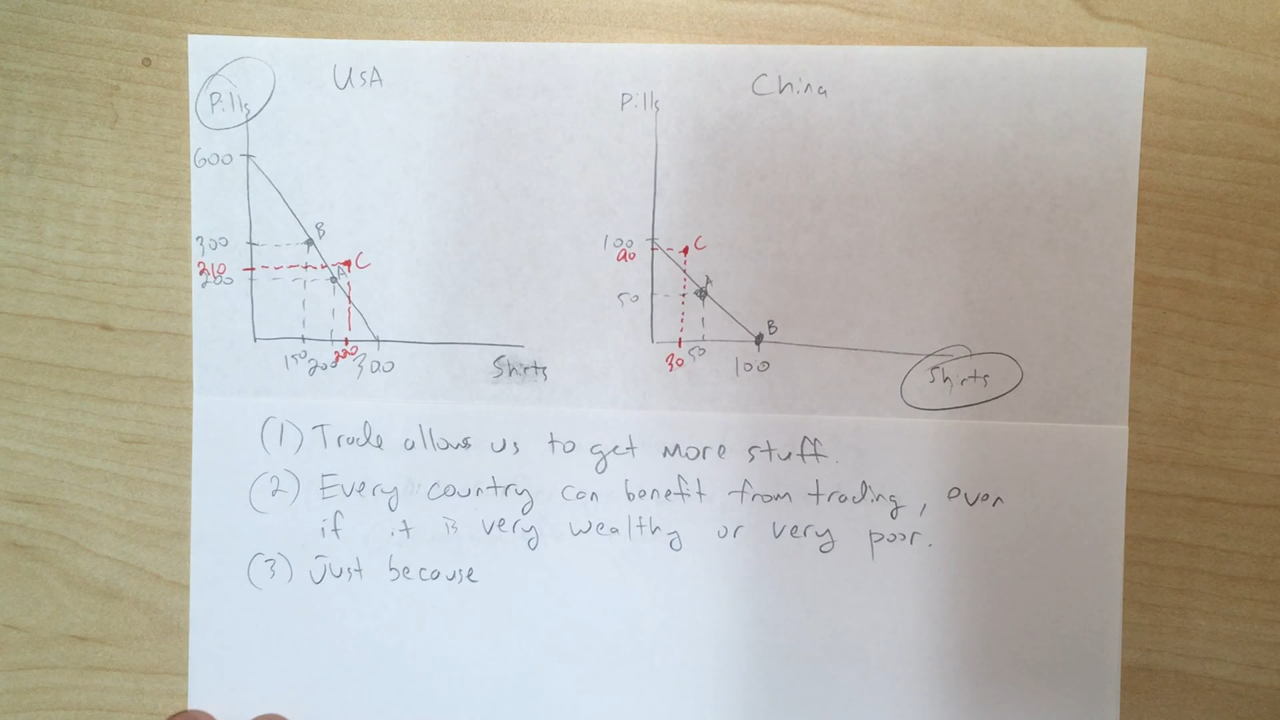 USA
Pills
600
300
210
200
B
C
A
150
200
220
300
Shirts
China
Pills
100
90
50
C
A
B
30
50
100
Shirts
(1) Trade allows us to get more stuff.
(2) Every country can benefit from trading, even
if it is very wealthy or very poor.
(3) Just because